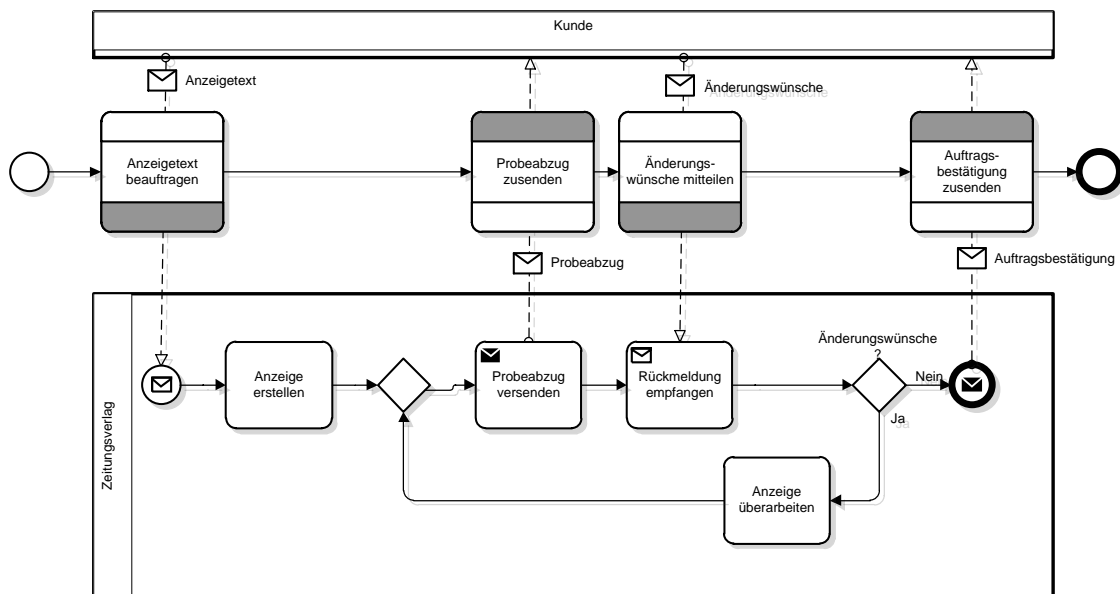 Kunde
Anzeigetext
Änderungswünsche
Anzeigetext
beauftragen
Probeabzug
zusenden
Änderungs-
wünsche mitteilen
Auftrags-
bestätigung
zusenden
Probeabzug
Auftragsbestätigung
Zeitungsverlag
Anzeige
erstellen
Probeabzug
versenden
Rückmeldung
empfangen
Änderungswünsche
?
Nein
Ja
Anzeige
überarbeiten